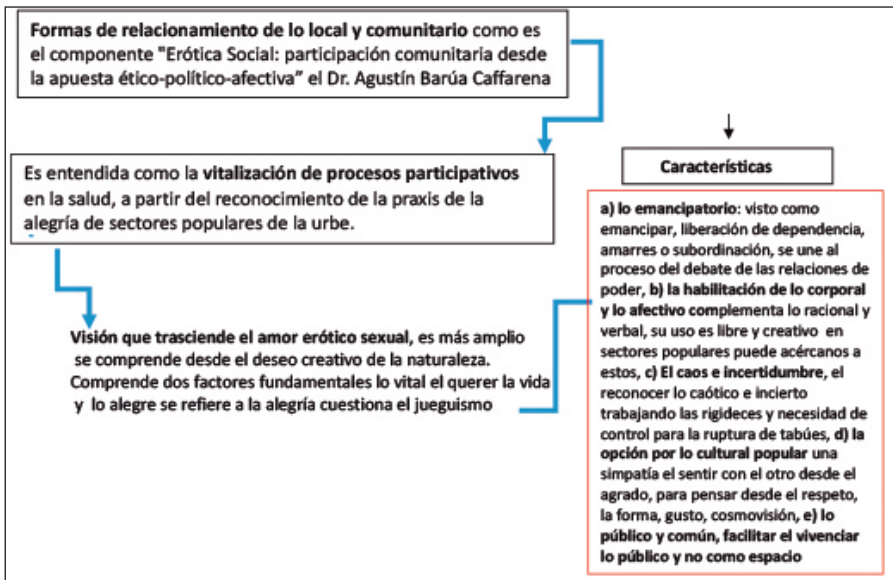 Formas de relacionamiento de lo local y comunitario como es
el componente "Erótica Social: participación comunitaria desde
la apuesta ético-político-afectiva” el Dr. Agustín Barúa Caffarena
Es entendida como la vitalización de procesos participativos
en la salud, a partir del reconocimiento de la praxis de la
alegría de sectores populares de la urbe.
Visión que trasciende el amor erótico sexual, es más amplio
se comprende desde el deseo creativo de la naturaleza.
Comprende dos factores fundamentales lo vital el querer la vida
y lo alegre se refiere a la alegría cuestiona el jueguismo
Características
a) lo emancipatorio: visto como
emancipar, liberación de dependencia,
amarres o subordinación, se une al
proceso del debate de las relaciones de
poder, b) la habilitación de lo corporal
y lo afectivo complementa lo racional y
verbal, su uso es libre y creativo en
sectores populares puede acércanos a
estos, c) El caos e incertidumbre, el
reconocer lo caótico e incierto
trabajando las rigideces y necesidad de
control para la ruptura de tabúes, d) la
opción por lo cultural popular una
simpatía el sentir con el otro desde el
agrado, para pensar desde el respeto,
la forma, gusto, cosmovisión, e) lo
público y común, facilitar el vivenciar
lo público y no como espacio